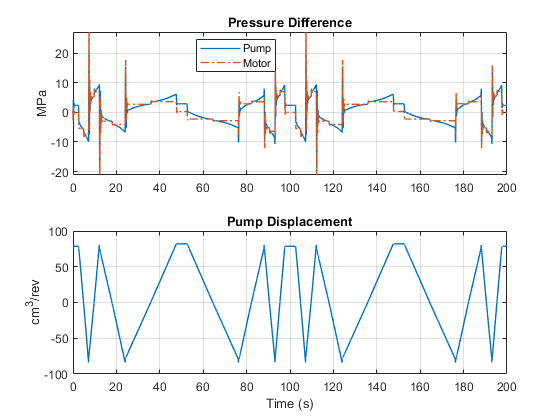 Pressure Difference
Pump
Motor
MPa
20
10
0
-10
-20
0 20 40 60 80 100 120 140 160 180 200
Pump Displacement
cm³/rev
100
50
0
-50
-100
0 20 40 60 80 100 120 140 160 180 200
Time (s)